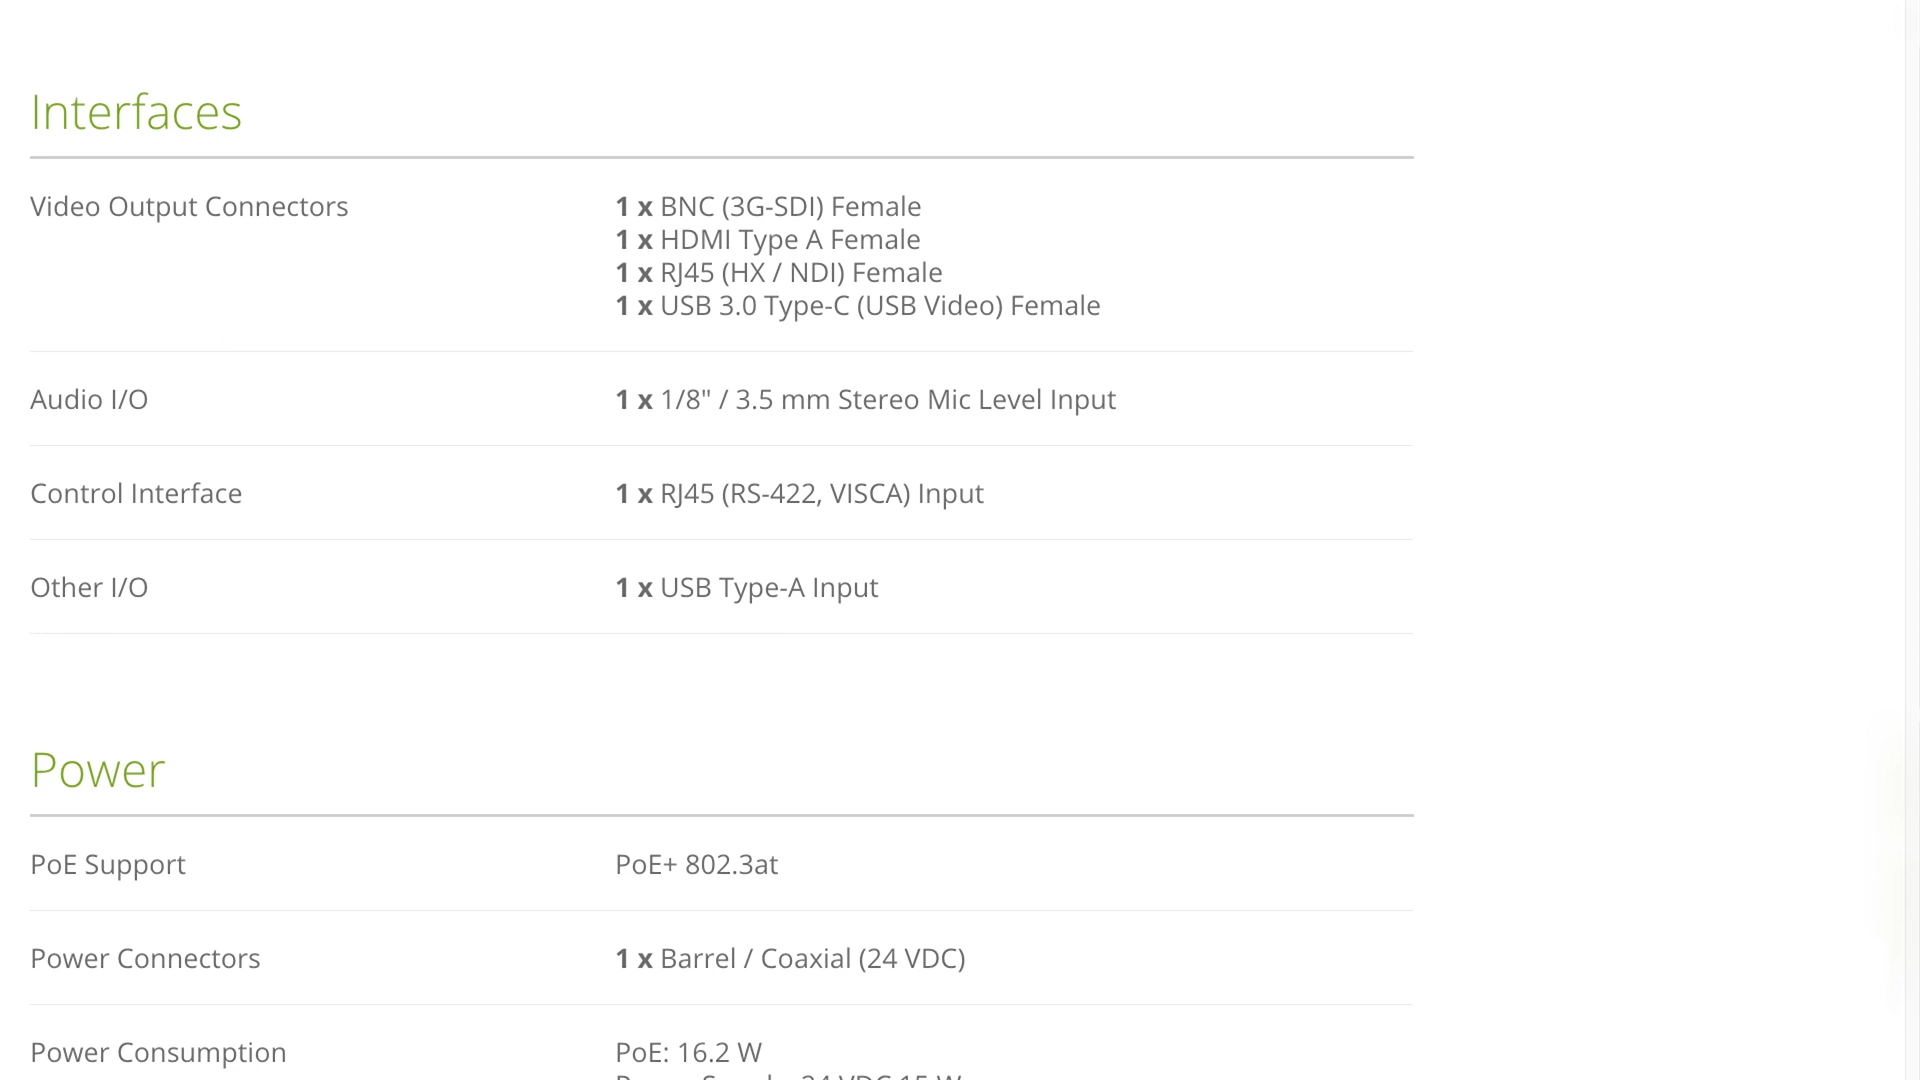 Interfaces
Video Output Connectors
1 x BNC (3G-SDI) Female
1 x HDMI Type A Female
1 x RJ45 (HX / NDI) Female
1 x USB 3.0 Type-C (USB Video) Female
Audio I/O
1 x 1/8" / 3.5 mm Stereo Mic Level Input
Control Interface
1 x RJ45 (RS-422, VISCA) Input
Other I/O
1 x USB Type-A Input
Power
PoE Support
PoE+ 802.3at
Power Connectors
1 x Barrel / Coaxial (24 VDC)
Power Consumption
PoE: 16.2 W